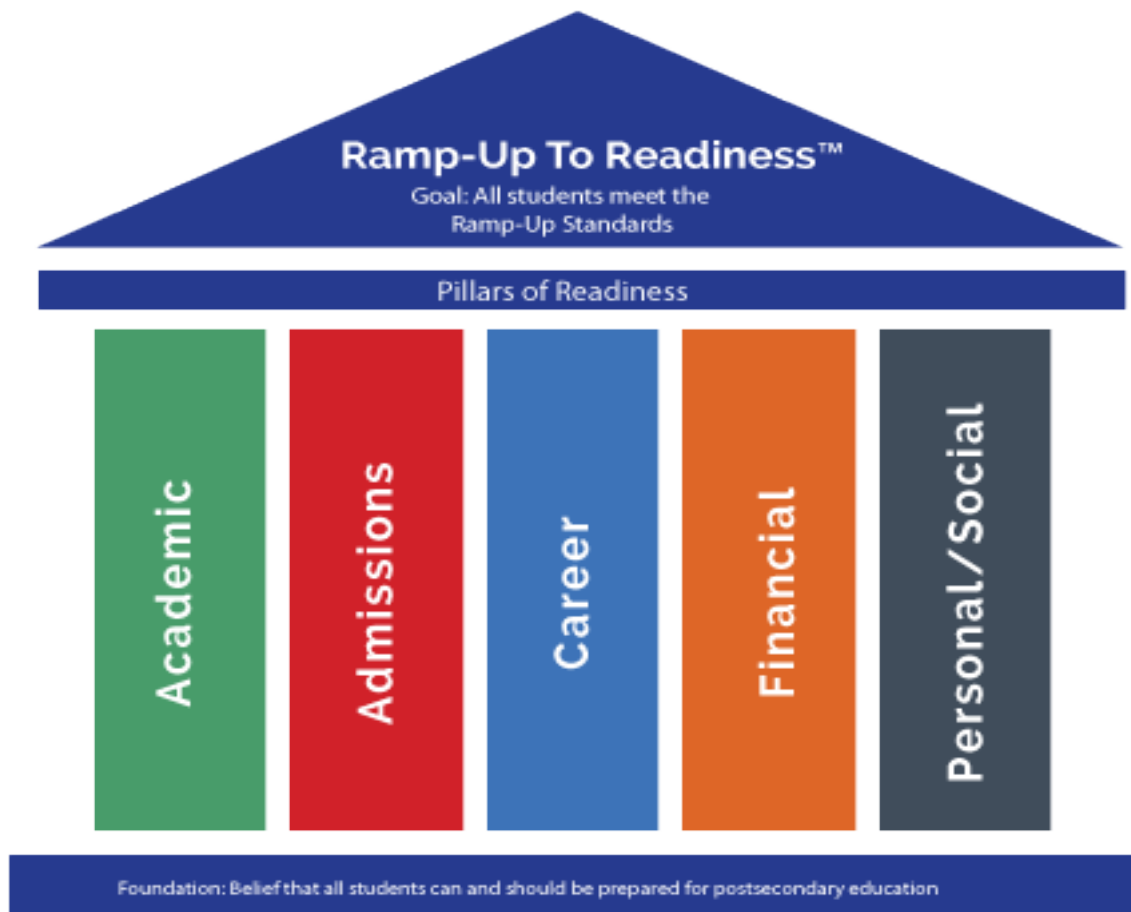 Ramp-Up To Readiness™
Goal: All students meet the
Ramp-Up Standards
Pillars of Readiness
Academic
Admissions
Career
Financial
Personal/Social
Foundation: Belief that all students can and should be prepared for postsecondary education